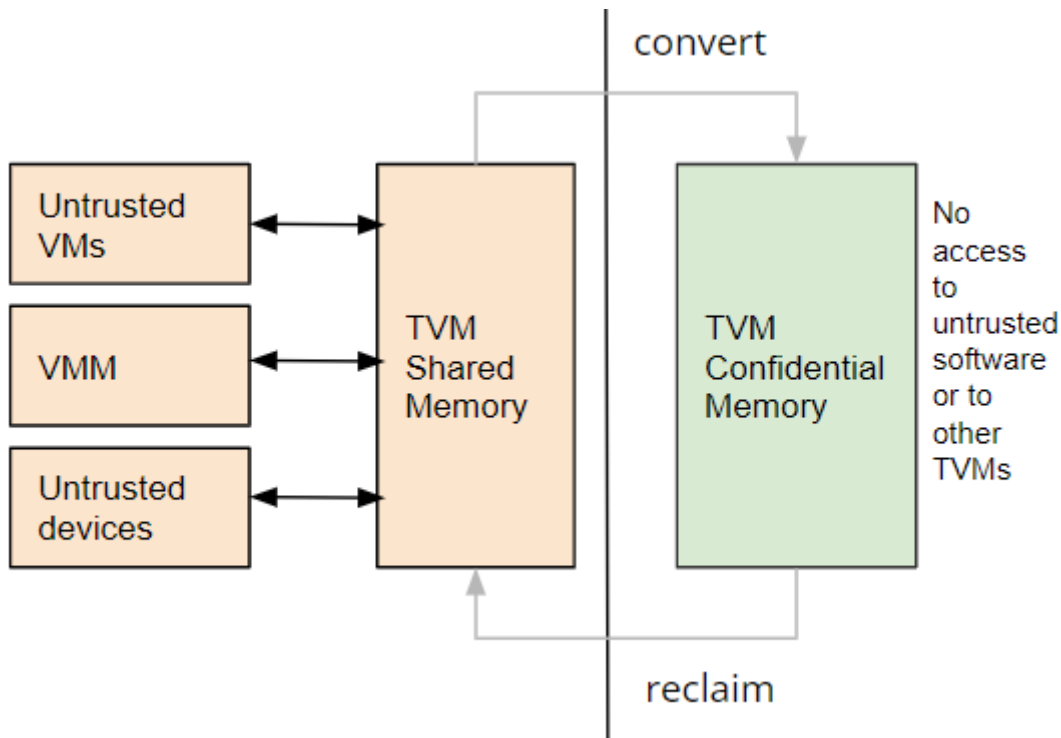 convert
Untrusted
VMs
VMM
Untrusted
devices
TVM
Shared
Memory
TVM
Confidential
Memory
No
access
to
untrusted
software
or to
other
TVMs
reclaim